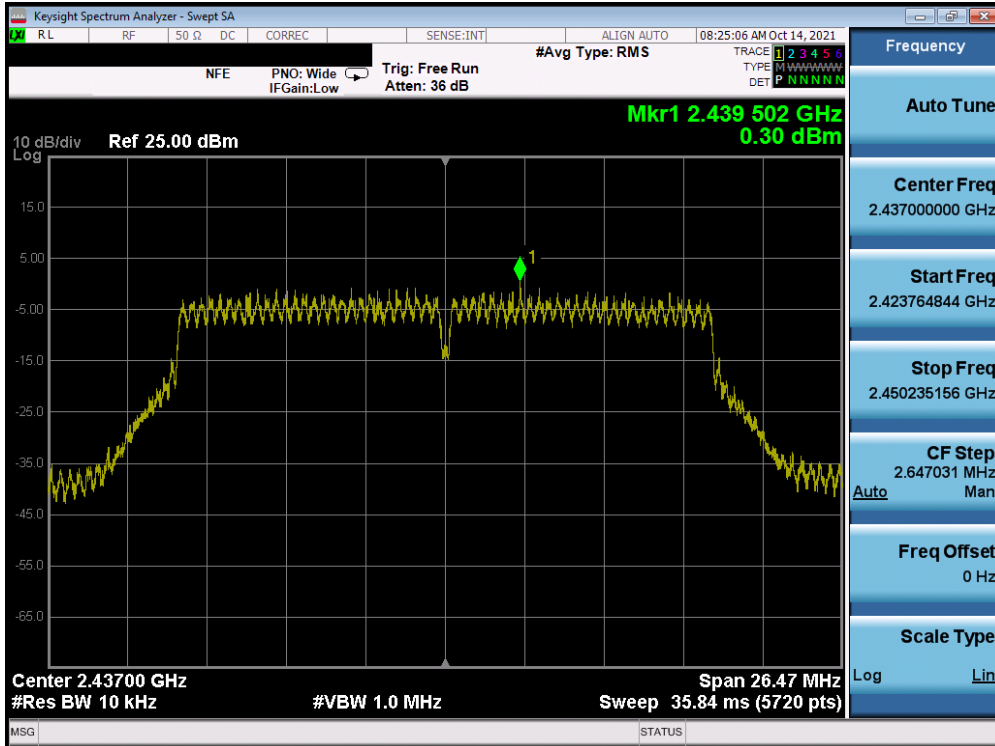 Keysight Spectrum Analyzer - Swept SA
LXI RL RF 50 Ω DC CORREC SENSE:INT ALIGN AUTO 08:25:06 AM Oct 14, 2021
NFE PNO: Wide Trig: Free Run #Avg Type: RMS TRACE 1 2 3 4 5 6
IFGain:Low Atten: 36 dB TYPE M WWWWW
DET P N N N N N
Mkr1 2.439 502 GHz
0.30 dBm
10 dB/div Ref 25.00 dBm
Log
15.0
5.00
1
-5.00
-15.0
-25.0
-35.0
-45.0
-55.0
-65.0
Center 2.43700 GHz Span 26.47 MHz
#Res BW 10 kHz #VBW 1.0 MHz Sweep 35.84 ms (5720 pts)
MSG STATUS
Frequency
Auto Tune
Center Freq
2.437000000 GHz
Start Freq
2.423764844 GHz
Stop Freq
2.450235156 GHz
CF Step
2.647031 MHz
Auto Man
Freq Offset
0 Hz
Scale Type
Log Lin